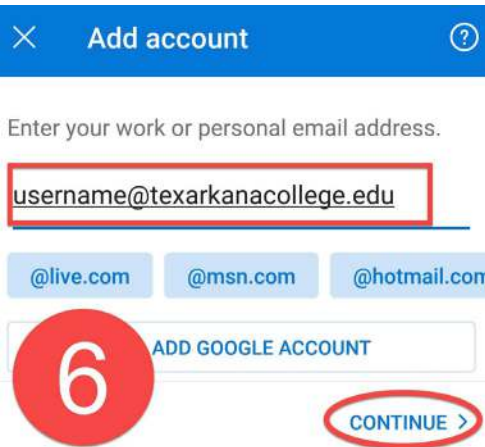 × Add account ?
Enter your work or personal email address.
username@texarkanacollege.edu
@live.com @msn.com @hotmail.com
ADD GOOGLE ACCOUNT
6
CONTINUE >